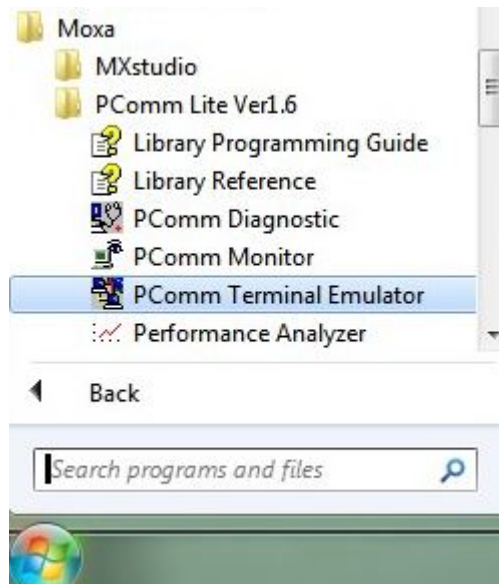 Moxa
MXstudio
PComm Lite Ver1.6
Library Programming Guide
Library Reference
PComm Diagnostic
PComm Monitor
PComm Terminal Emulator
Performance Analyzer
Back
Search programs and files